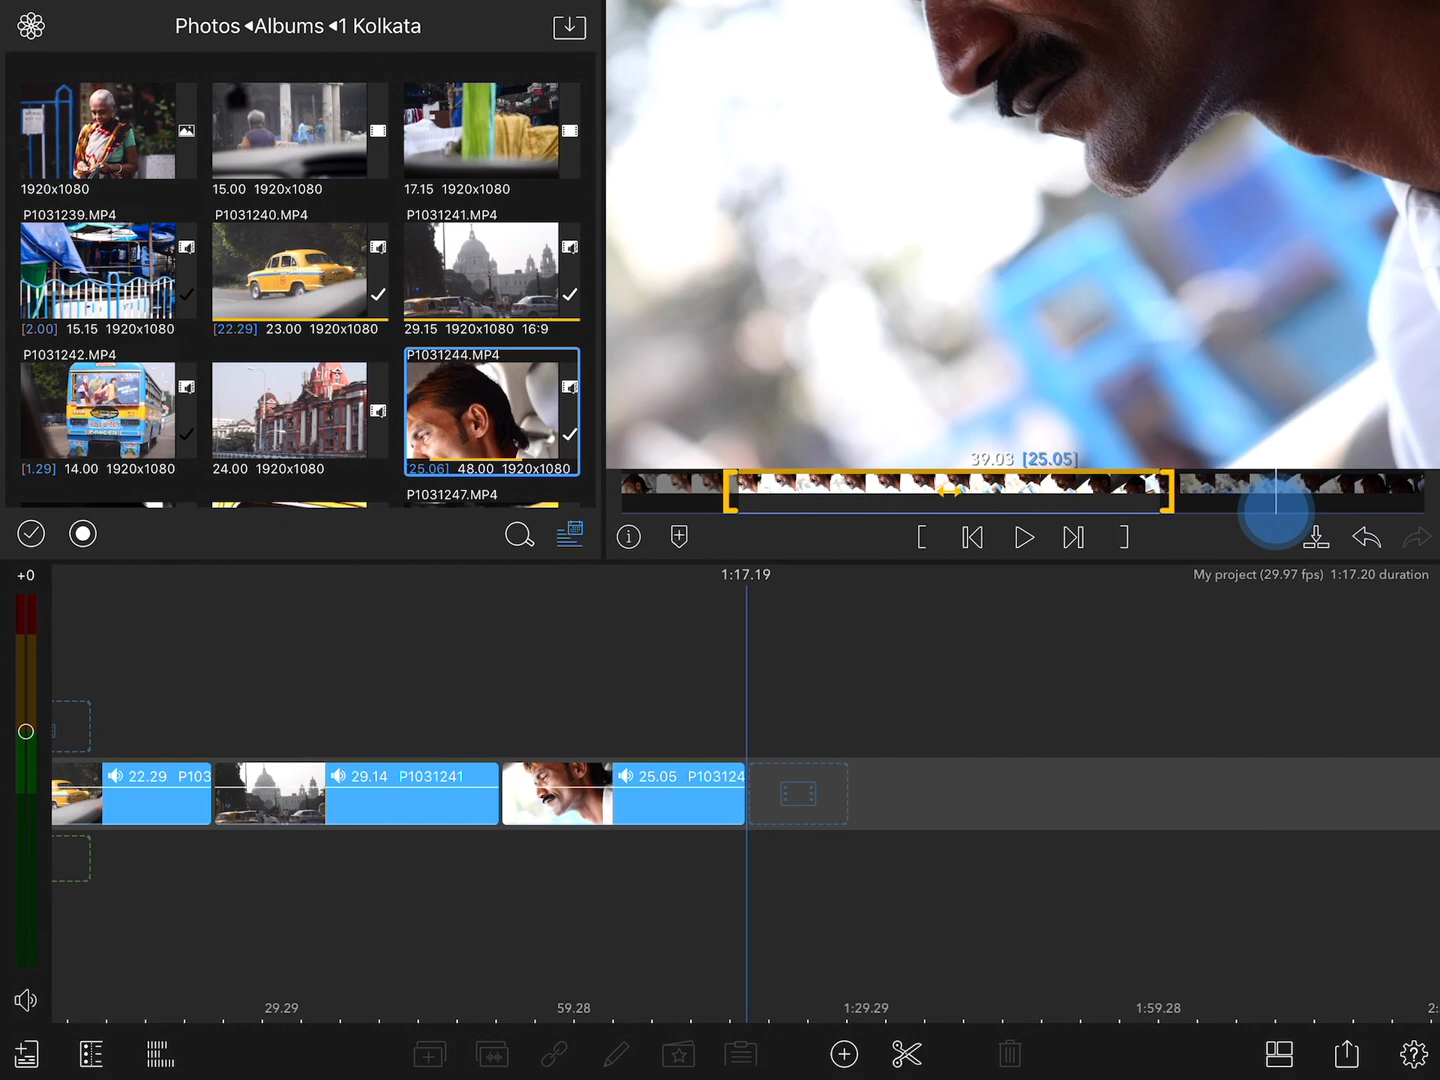 Photos ◂Albums ◂1 Kolkata
1920x1080
15.00 1920x1080
17.15 1920x1080
P1031239.MP4
P1031240.MP4
P1031241.MP4
[2.00] 15.15 1920x1080
[22.29] 23.00 1920x1080
29.15 1920x1080 16:9
P1031242.MP4
P1031244.MP4
[1.29] 14.00 1920x1080
24.00 1920x1080
[25.06] 48.00 1920x1080
P1031247.MP4
39.03 [25.05]
+0
1:17.19
My project (29.97 fps) 1:17.20 duration
22.29 P103
29.14 P1031241
25.05 P103124
29.29
59.28
1:29.29
1:59.28
2: